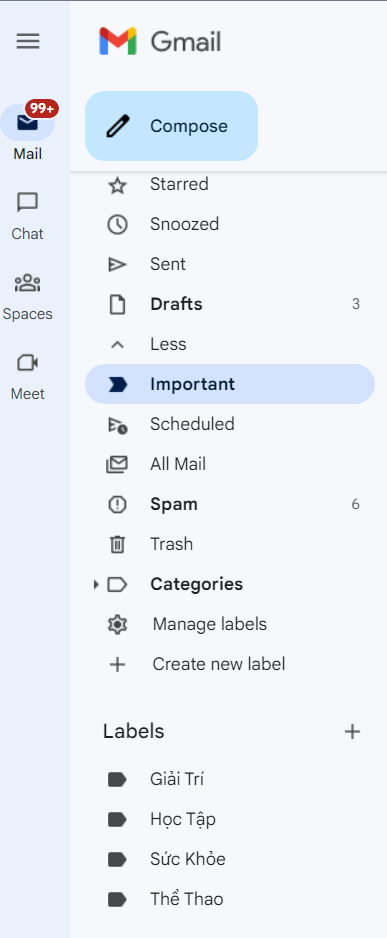 Gmail
Compose
99+
Mail
Chat
Spaces
Meet
Starred
Snoozed
Sent
Drafts 3
Less
Important
Scheduled
All Mail
Spam 6
Trash
Categories
Manage labels
Create new label
Labels
Giải Trí
Học Tập
Sức Khỏe
Thể Thao